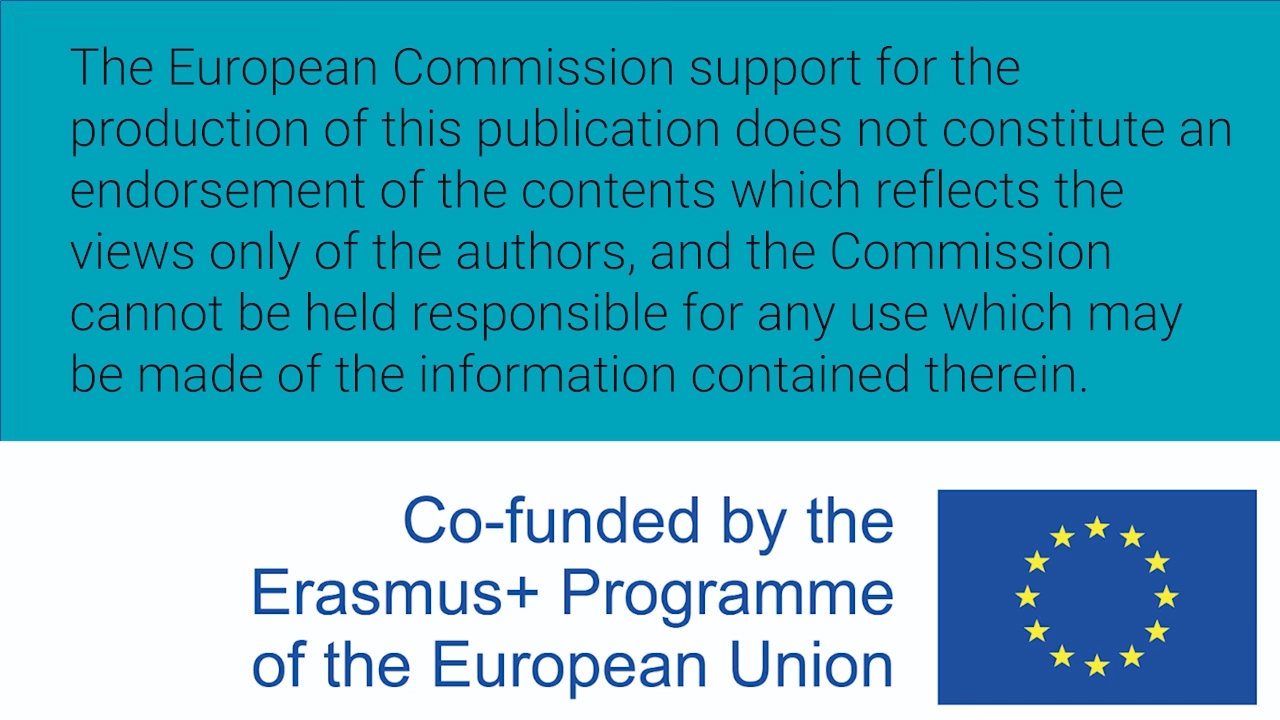 The European Commission support for the
production of this publication does not constitute an
endorsement of the contents which reflects the
views only of the authors, and the Commission
cannot be held responsible for any use which may
be made of the information contained therein.
Co-funded by the
Erasmus+ Programme
of the European Union